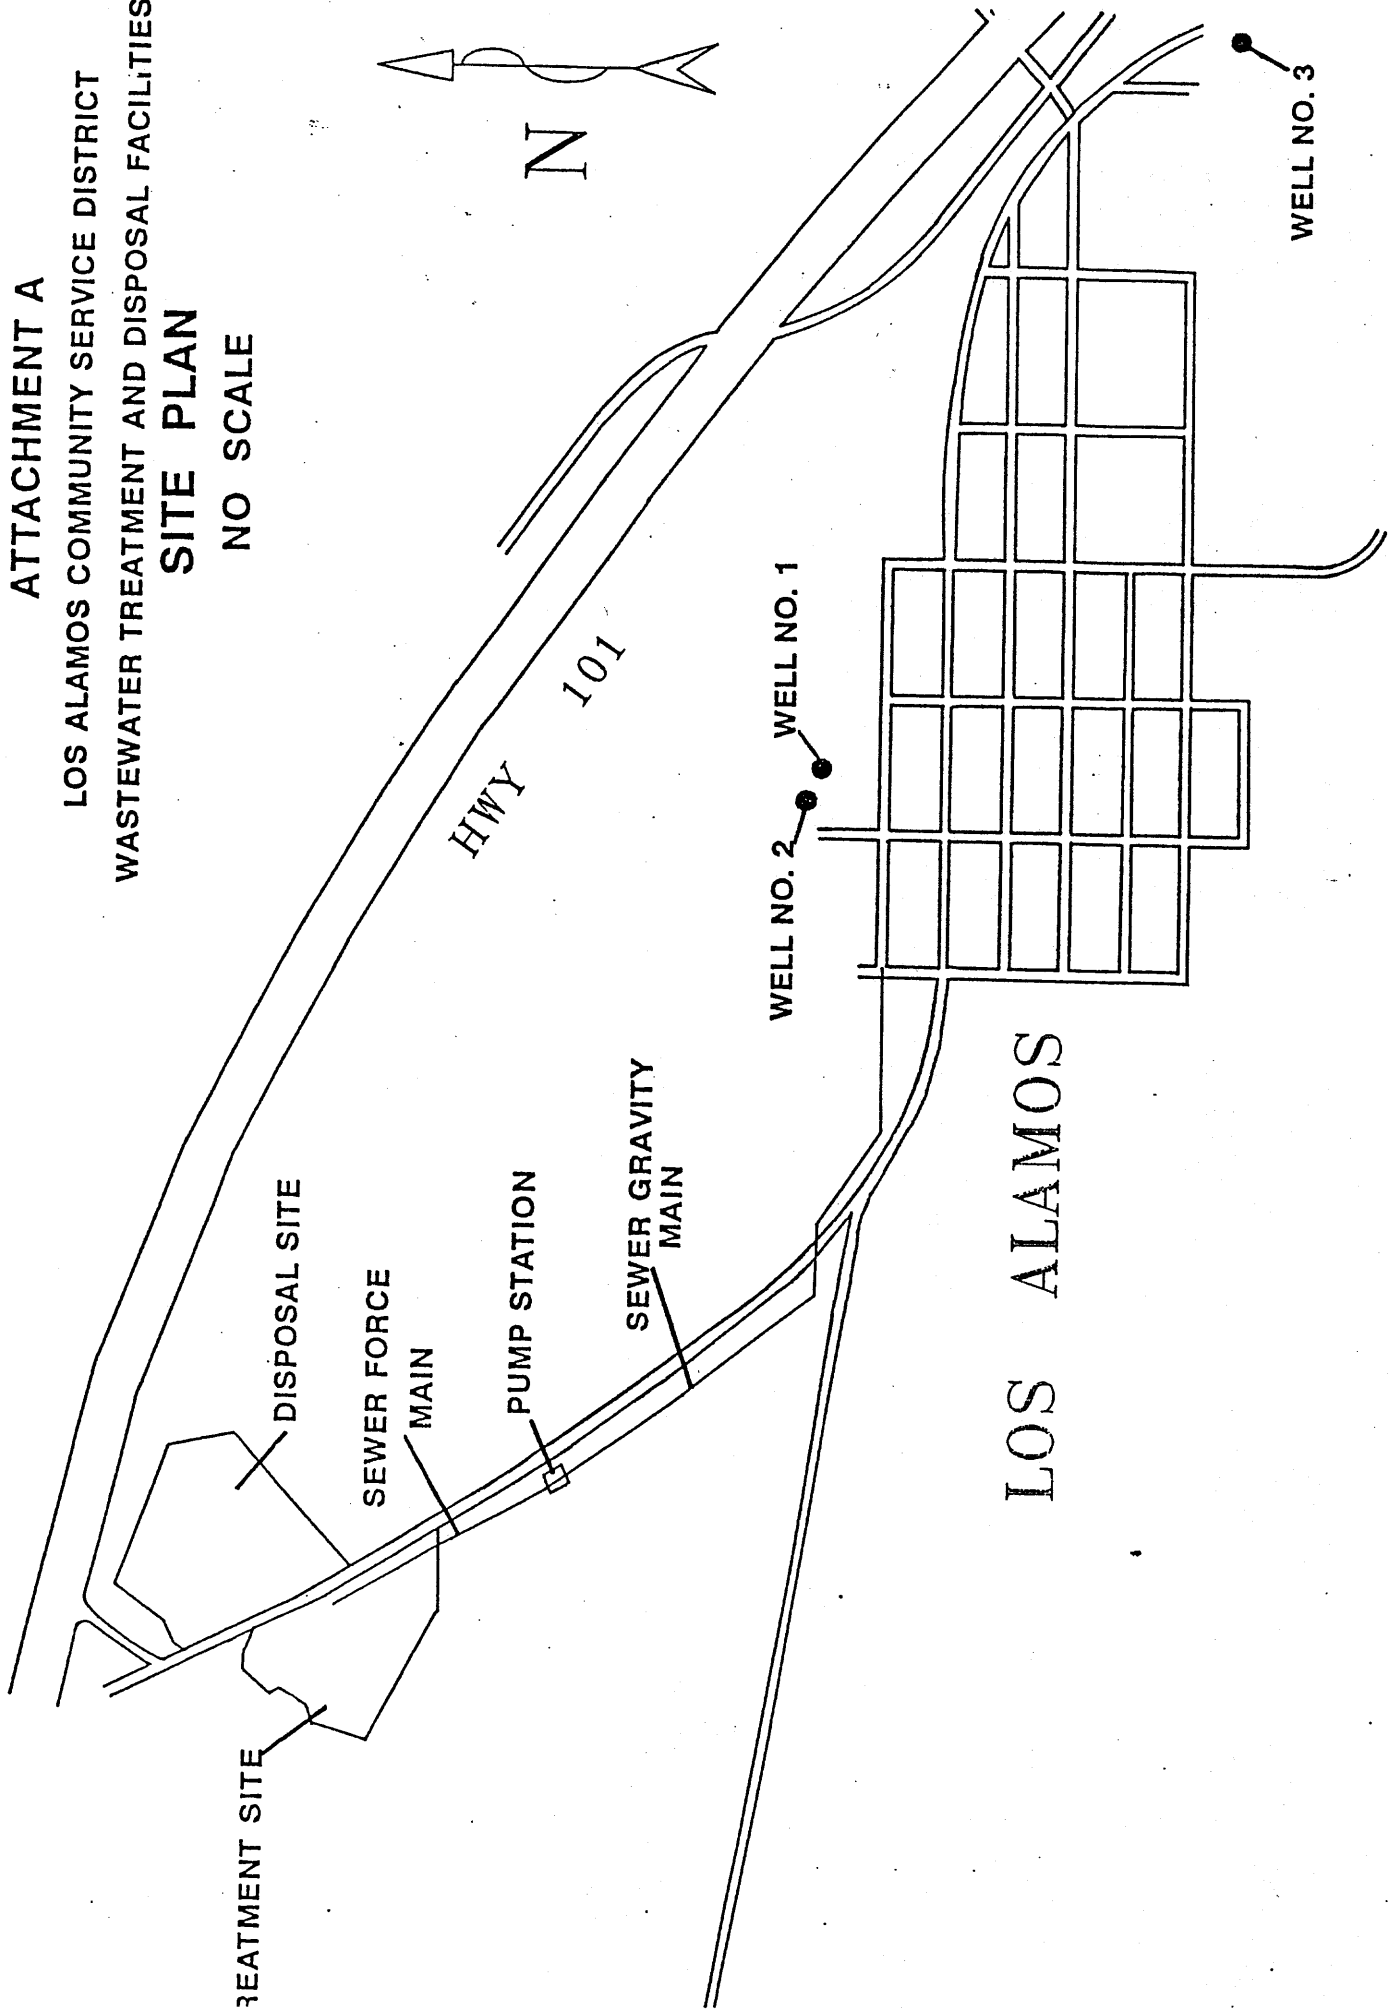 ATTACHMENT A
LOS ALAMOS COMMUNITY SERVICE DISTRICT
WASTEWATER TREATMENT AND DISPOSAL FACILITIES
SITE PLAN
NO SCALE
N
REATMENT SITE
DISPOSAL SITE
SEWER FORCE
MAIN
PUMP STATION
SEWER GRAVITY
MAIN
HWY 101
WELL NO. 2
WELL NO. 1
WELL NO. 3
LOS ALAMOS